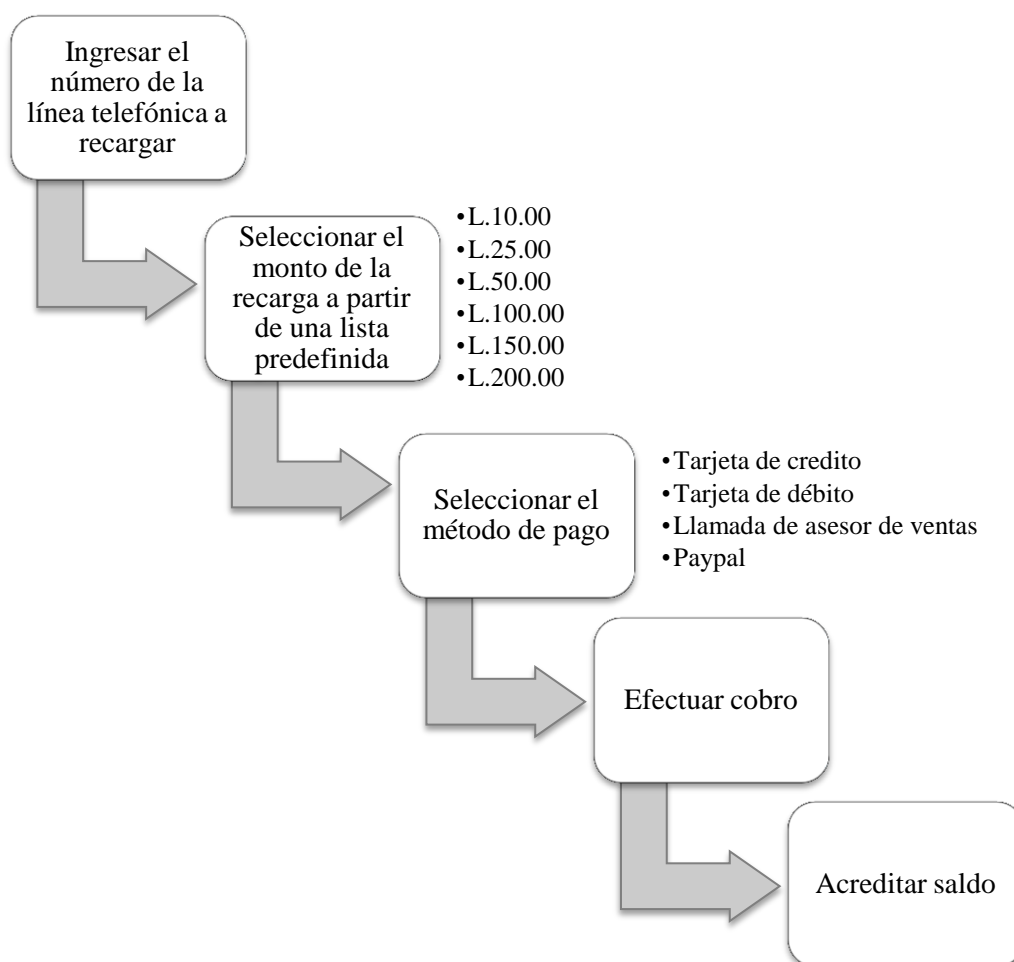 Ingresar el
número de la
línea telefónica a
recargar
Seleccionar el
monto de la
recarga a partir
de una lista
predefinida
•L.10.00
•L.25.00
•L.50.00
•L.100.00
•L.150.00
•L.200.00
Seleccionar el
método de pago
•Tarjeta de credito
•Tarjeta de débito
•Llamada de asesor de ventas
•Paypal
Efectuar cobro
Acreditar saldo